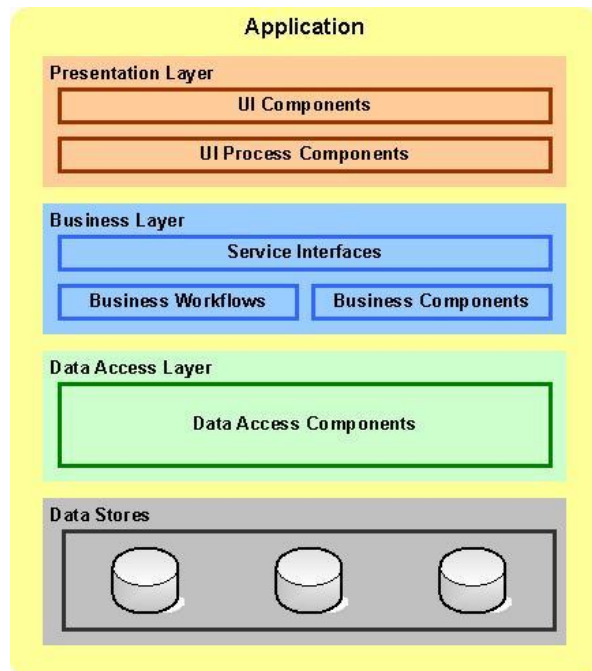 Application
Presentation Layer
UI Components
UI Process Components
Business Layer
Service Interfaces
Business Workflows
Business Components
Data Access Layer
Data Access Components
Data Stores